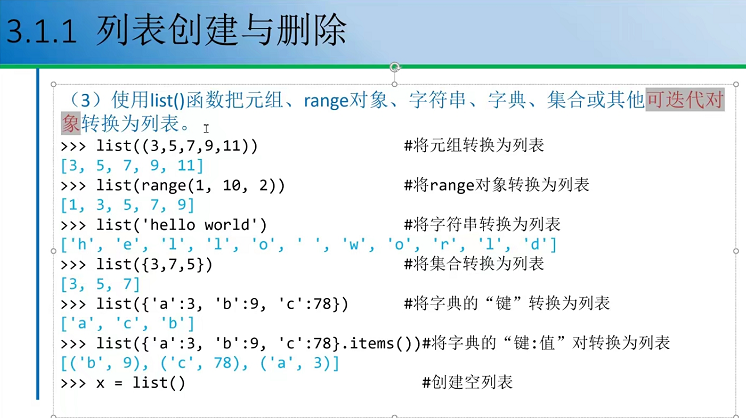 3.1.1 列表创建与删除
（3）使用list()函数把元组、range对象、字符串、字典、集合或其他可迭代对
象转换为列表。
>>> list((3,5,7,9,11)) #将元组转换为列表
[3, 5, 7, 9, 11]
>>> list(range(1, 10, 2)) #将range对象转换为列表
[1, 3, 5, 7, 9]
>>> list('hello world') #将字符串转换为列表
['h', 'e', 'l', 'l', 'o', ' ', 'w', 'o', 'r', 'l', 'd']
>>> list({3,7,5}) #将集合转换为列表
[3, 5, 7]
>>> list({'a':3, 'b':9, 'c':78}) #将字典的“键”转换为列表
['a', 'c', 'b']
>>> list({'a':3, 'b':9, 'c':78}.items())#将字典的“键:值”对转换为列表
[('b', 9), ('c', 78), ('a', 3)]
>>> x = list() #创建空列表